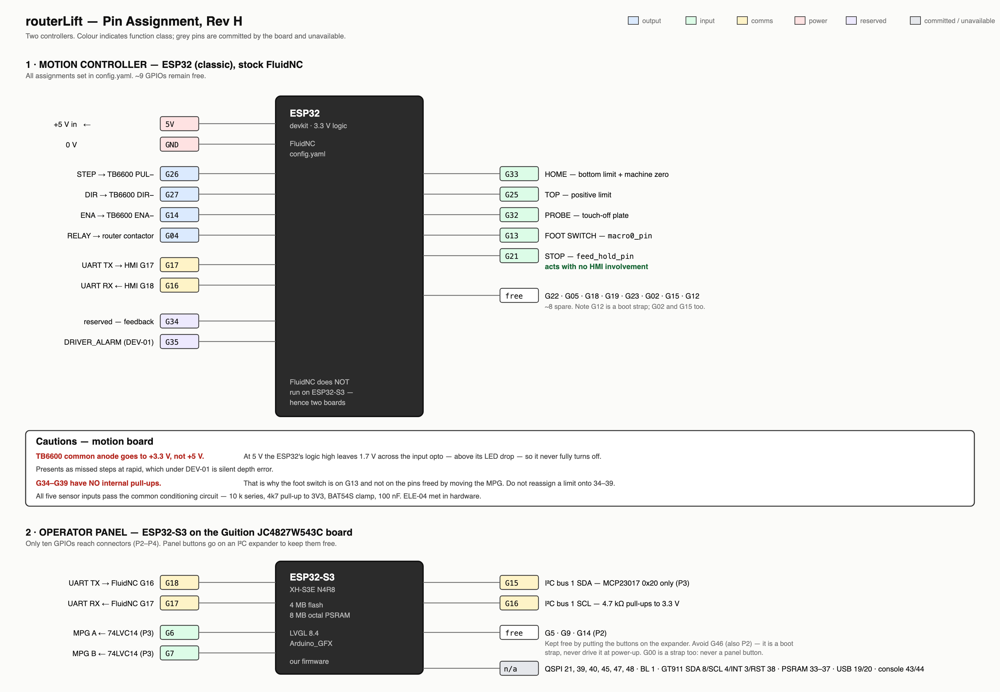 routerLift — Pin Assignment, Rev H
output
input
comms
power
reserved
committed / unavailable
Two controllers. Colour indicates function class; grey pins are committed by the board and unavailable.
1 · MOTION CONTROLLER — ESP32 (classic), stock FluidNC
All assignments set in config.yaml. ~9 GPIOs remain free.
+5 V in ← 5V
0 V GND
STEP → TB6600 PUL− G26
DIR → TB6600 DIR− G27
ENA → TB6600 ENA− G14
RELAY → router contactor G04
UART TX → HMI G17 G17
UART RX ← HMI G18 G16
reserved — feedback G34
DRIVER_ALARM (DEV-01) G35
ESP32
devkit · 3.3 V logic
FluidNC
config.yaml
FluidNC does NOT
run on ESP32-S3 —
hence two boards
G33 HOME — bottom limit + machine zero
G25 TOP — positive limit
G32 PROBE — touch-off plate
G13 FOOT SWITCH — macro0_pin
G21 STOP — feed_hold_pin
acts with no HMI involvement
free G22 · G05 · G18 · G19 · G23 · G02 · G15 · G12
~8 spare. Note G12 is a boot strap; G02 and G15 too.
Cautions — motion board
TB6600 common anode goes to +3.3 V, not +5 V. At 5 V the ESP32's logic high leaves 1.7 V across the input opto — above its LED drop — so it never fully turns off.
Presents as missed steps at rapid, which under DEV-01 is silent depth error.
G34–G39 have NO internal pull-ups. That is why the foot switch is on G13 and not on the pins freed by moving the MPG. Do not reassign a limit onto 34–39.
All five sensor inputs pass the common conditioning circuit — 10 k series, 4k7 pull-up to 3V3, BAT54S clamp, 100 nF. ELE-04 met in hardware.
2 · OPERATOR PANEL — ESP32-S3 on the Guition JC4827W543C board
Only ten GPIOs reach connectors (P2–P4). Panel buttons go on an I²C expander to keep them free.
UART TX → FluidNC G16 G18
UART RX ← FluidNC G17 G17
MPG A ← 74LVC14 (P3) G6
MPG B ← 74LVC14 (P3) G7
ESP32-S3
XH-S3E N4R8
4 MB flash
8 MB octal PSRAM
LVGL 8.4
Arduino_GFX
our firmware
G15 I²C bus 1 SDA — MCP23017 0x20 only (P3)
G16 I²C bus 1 SCL — 4.7 kΩ pull-ups to 3.3 V
free G5 · G9 · G14 (P2)
Kept free by putting the buttons on the expander. Avoid G46 (also P2) — it is a boot
strap, never drive it at power-up. G00 is a strap too: never a panel button.
n/a QSPI 21, 39, 40, 45, 47, 48 · BL 1 · GT911 SDA 8/SCL 4/INT 3/RST 38 · PSRAM 33–37 · USB 19/20 · console 43/44